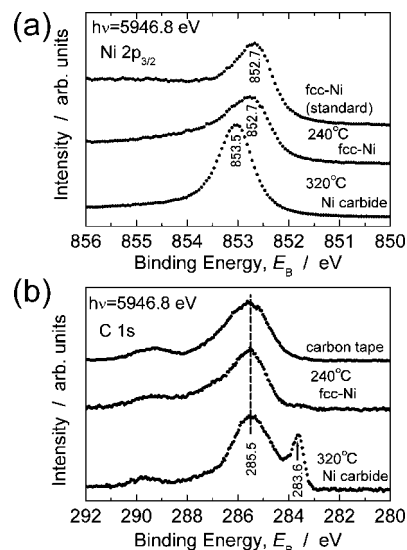 (a)
hν=5946.8 eV
Ni 2p3/2
852.7
fcc-Ni
(standard)
852.7
240°C
fcc-Ni
853.5
320°C
Ni carbide
Intensity / arb. units
856 855 854 853 852 851 850
Binding Energy, EB / eV
(b)
hν=5946.8 eV
C 1s
carbon tape
240°C
fcc-Ni
285.5
283.6
320°C
Ni carbide
Intensity / arb. units
292 290 288 286 284 282 280
Binding Energy, EB / eV